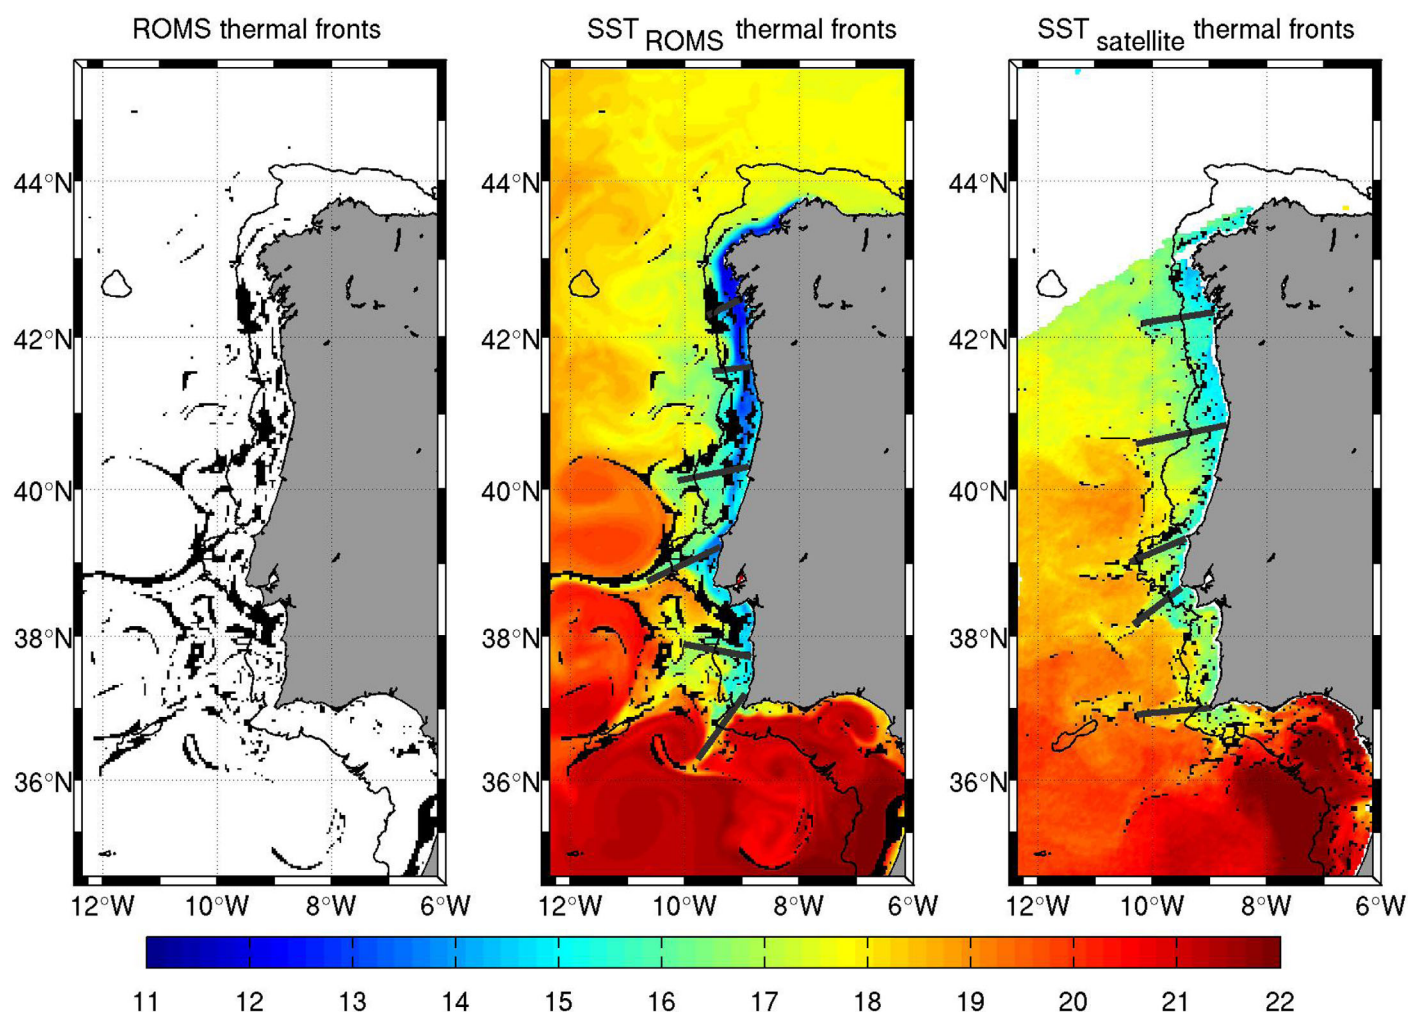 ROMS thermal fronts
SST ROMS thermal fronts
SST satellite thermal fronts
44°N
42°N
40°N
38°N
36°N
12°W 10°W 8°W 6°W
44°N
42°N
40°N
38°N
36°N
12°W 10°W 8°W 6°W
44°N
42°N
40°N
38°N
36°N
12°W 10°W 8°W 6°W
11 12 13 14 15 16 17 18 19 20 21 22